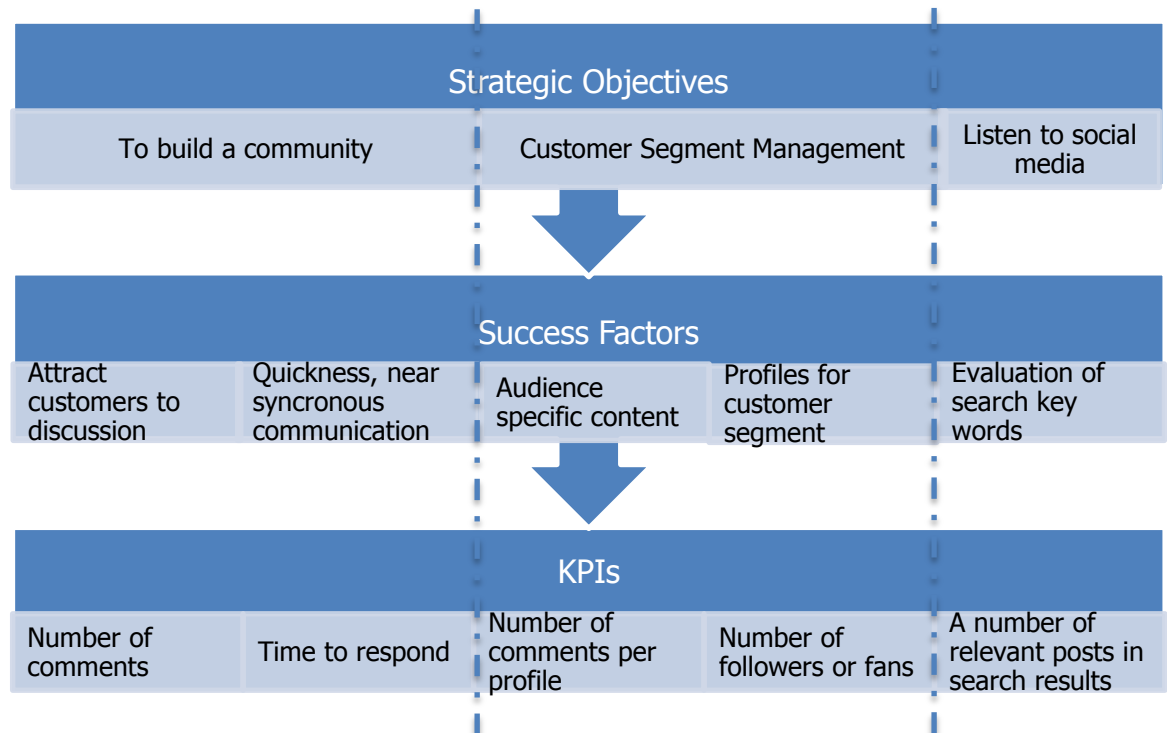 Strategic Objectives
To build a community
Customer Segment Management
Listen to social
media
Success Factors
Attract
customers to
discussion
Quickness, near
syncronous
communication
Audience
specific content
Profiles for
customer
segment
Evaluation of
search key
words
KPIs
Number of
comments
Time to respond
Number of
comments per
profile
Number of
followers or fans
A number of
relevant posts in
search results